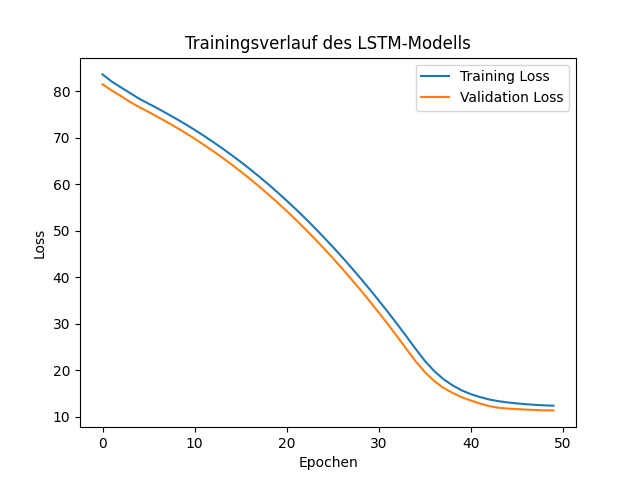 Trainingsverlauf des LSTM-Modells
Training Loss
Validation Loss
Loss
80
70
60
50
40
30
20
10
0 10 20 30 40 50
Epochen